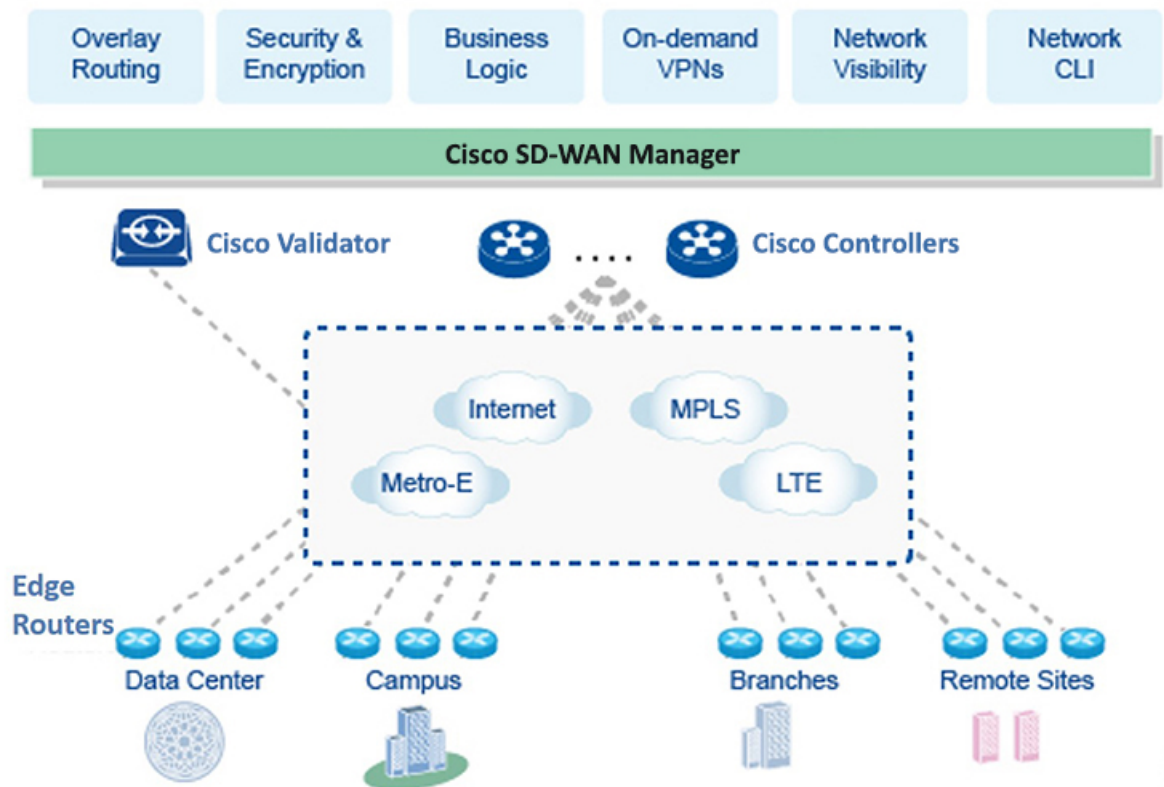 Overlay
Routing
Security &
Encryption
Business
Logic
On-demand
VPNs
Network
Visibility
Network
CLI
Cisco SD-WAN Manager
Cisco Validator
Cisco Controllers
Internet
MPLS
Metro-E
LTE
Edge
Routers
Data Center
Campus
Branches
Remote Sites